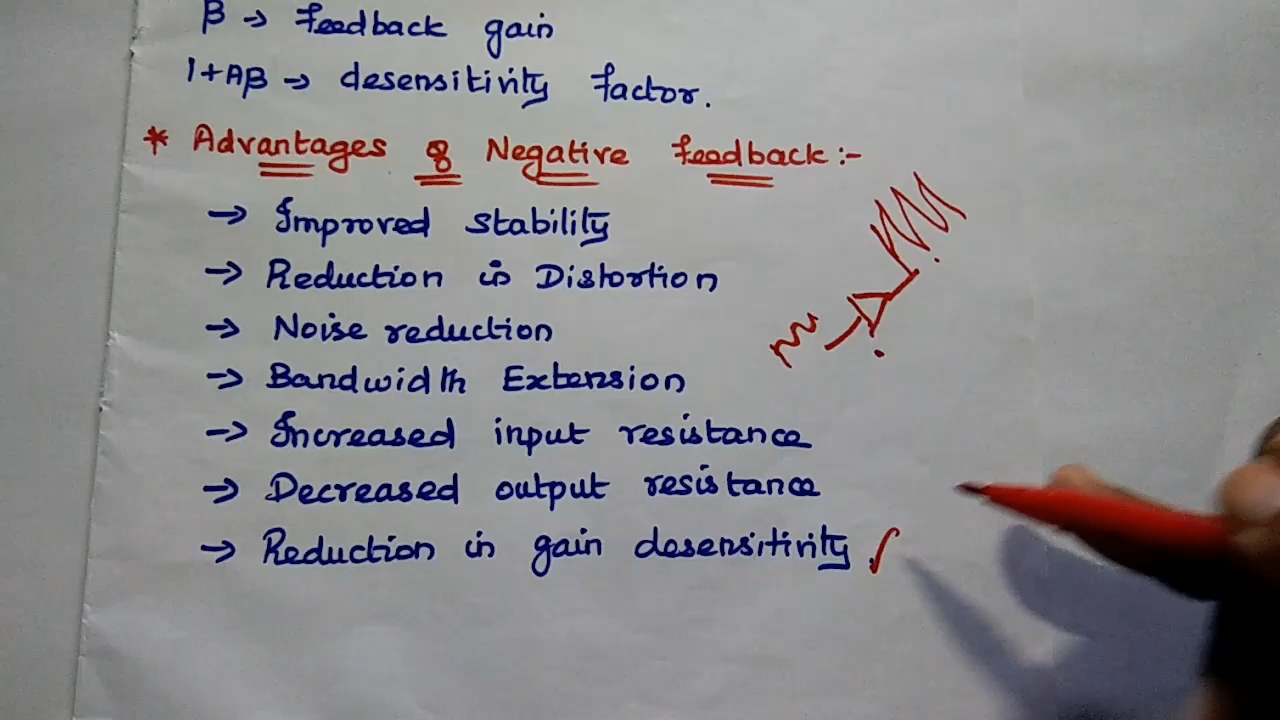 β → feedback gain
1+Aβ → desensitivity factor.
* Advantages of Negative feedback :-
→ Improved stability
→ Reduction in Distortion
→ Noise reduction
→ Bandwidth Extension
→ Increased input resistance
→ Decreased output resistance
→ Reduction in gain desensitivity